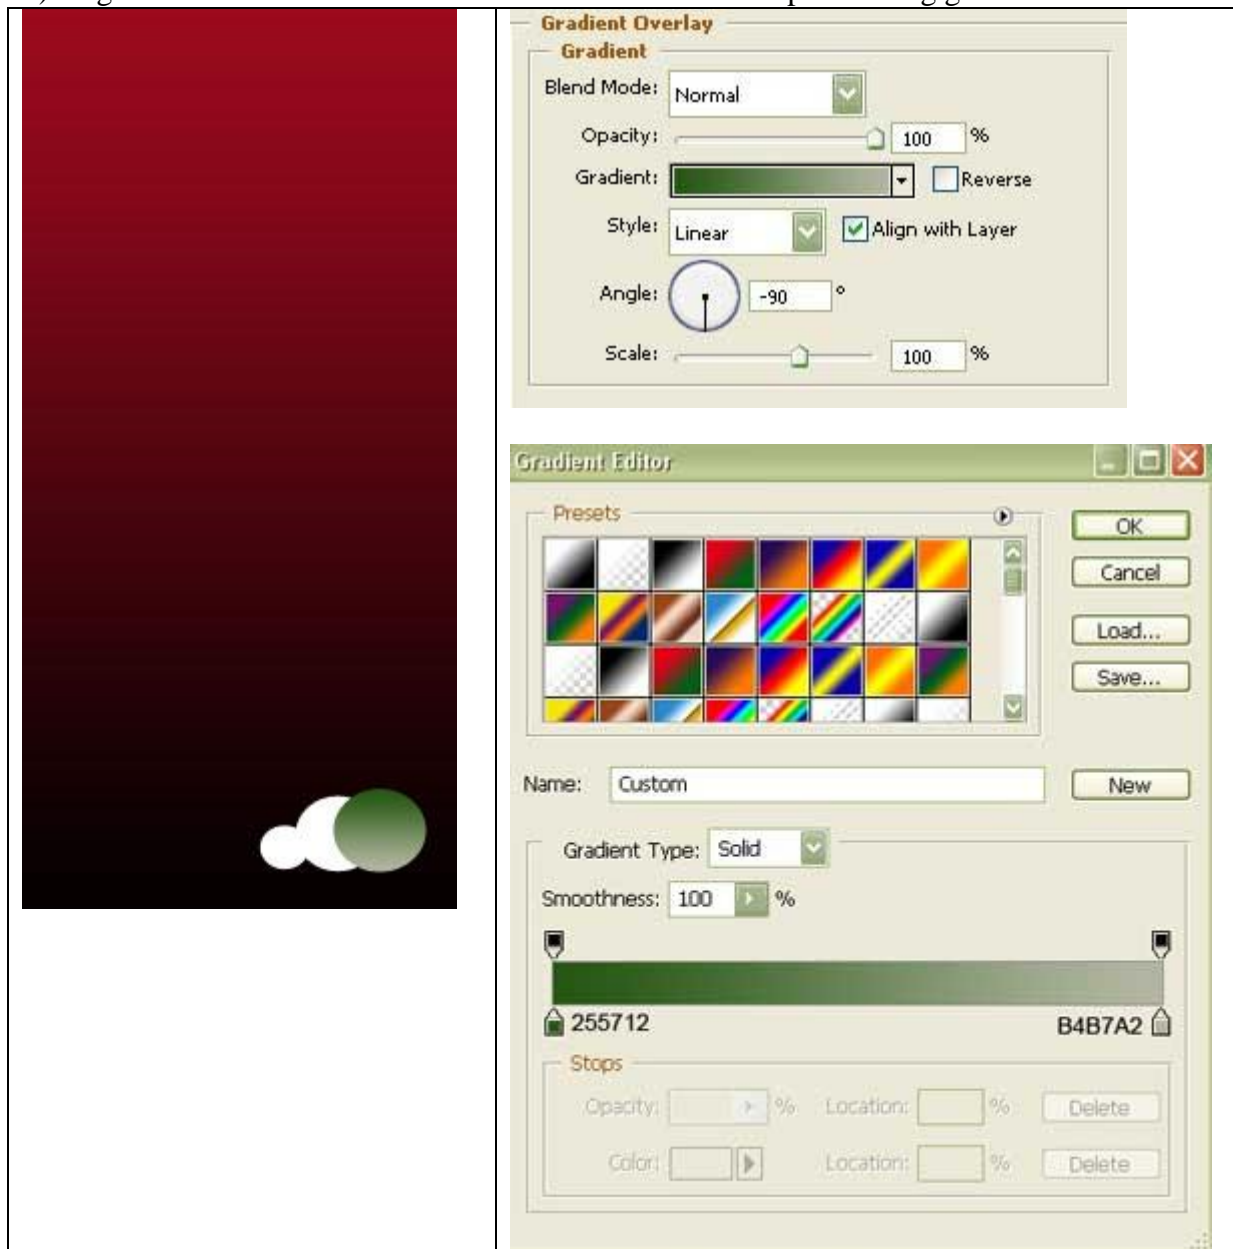 Gradient Overlay
Gradient
Blend Mode: Normal
Opacity: 100 %
Gradient: Reverse
Style: Linear Align with Layer
Angle: -90 °
Scale: 100 %
Gradient Editor
Presets
OK
Cancel
Load...
Save...
Name: Custom New
Gradient Type: Solid
Smoothness: 100 %
255712 B4B7A2
Stops
Opacity: % Location: % Delete
Color: Location: % Delete